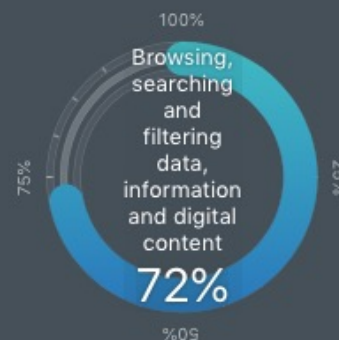 100%
Browsing,
searching
and
filtering
data,
information
and digital
content
72%
75%
50%